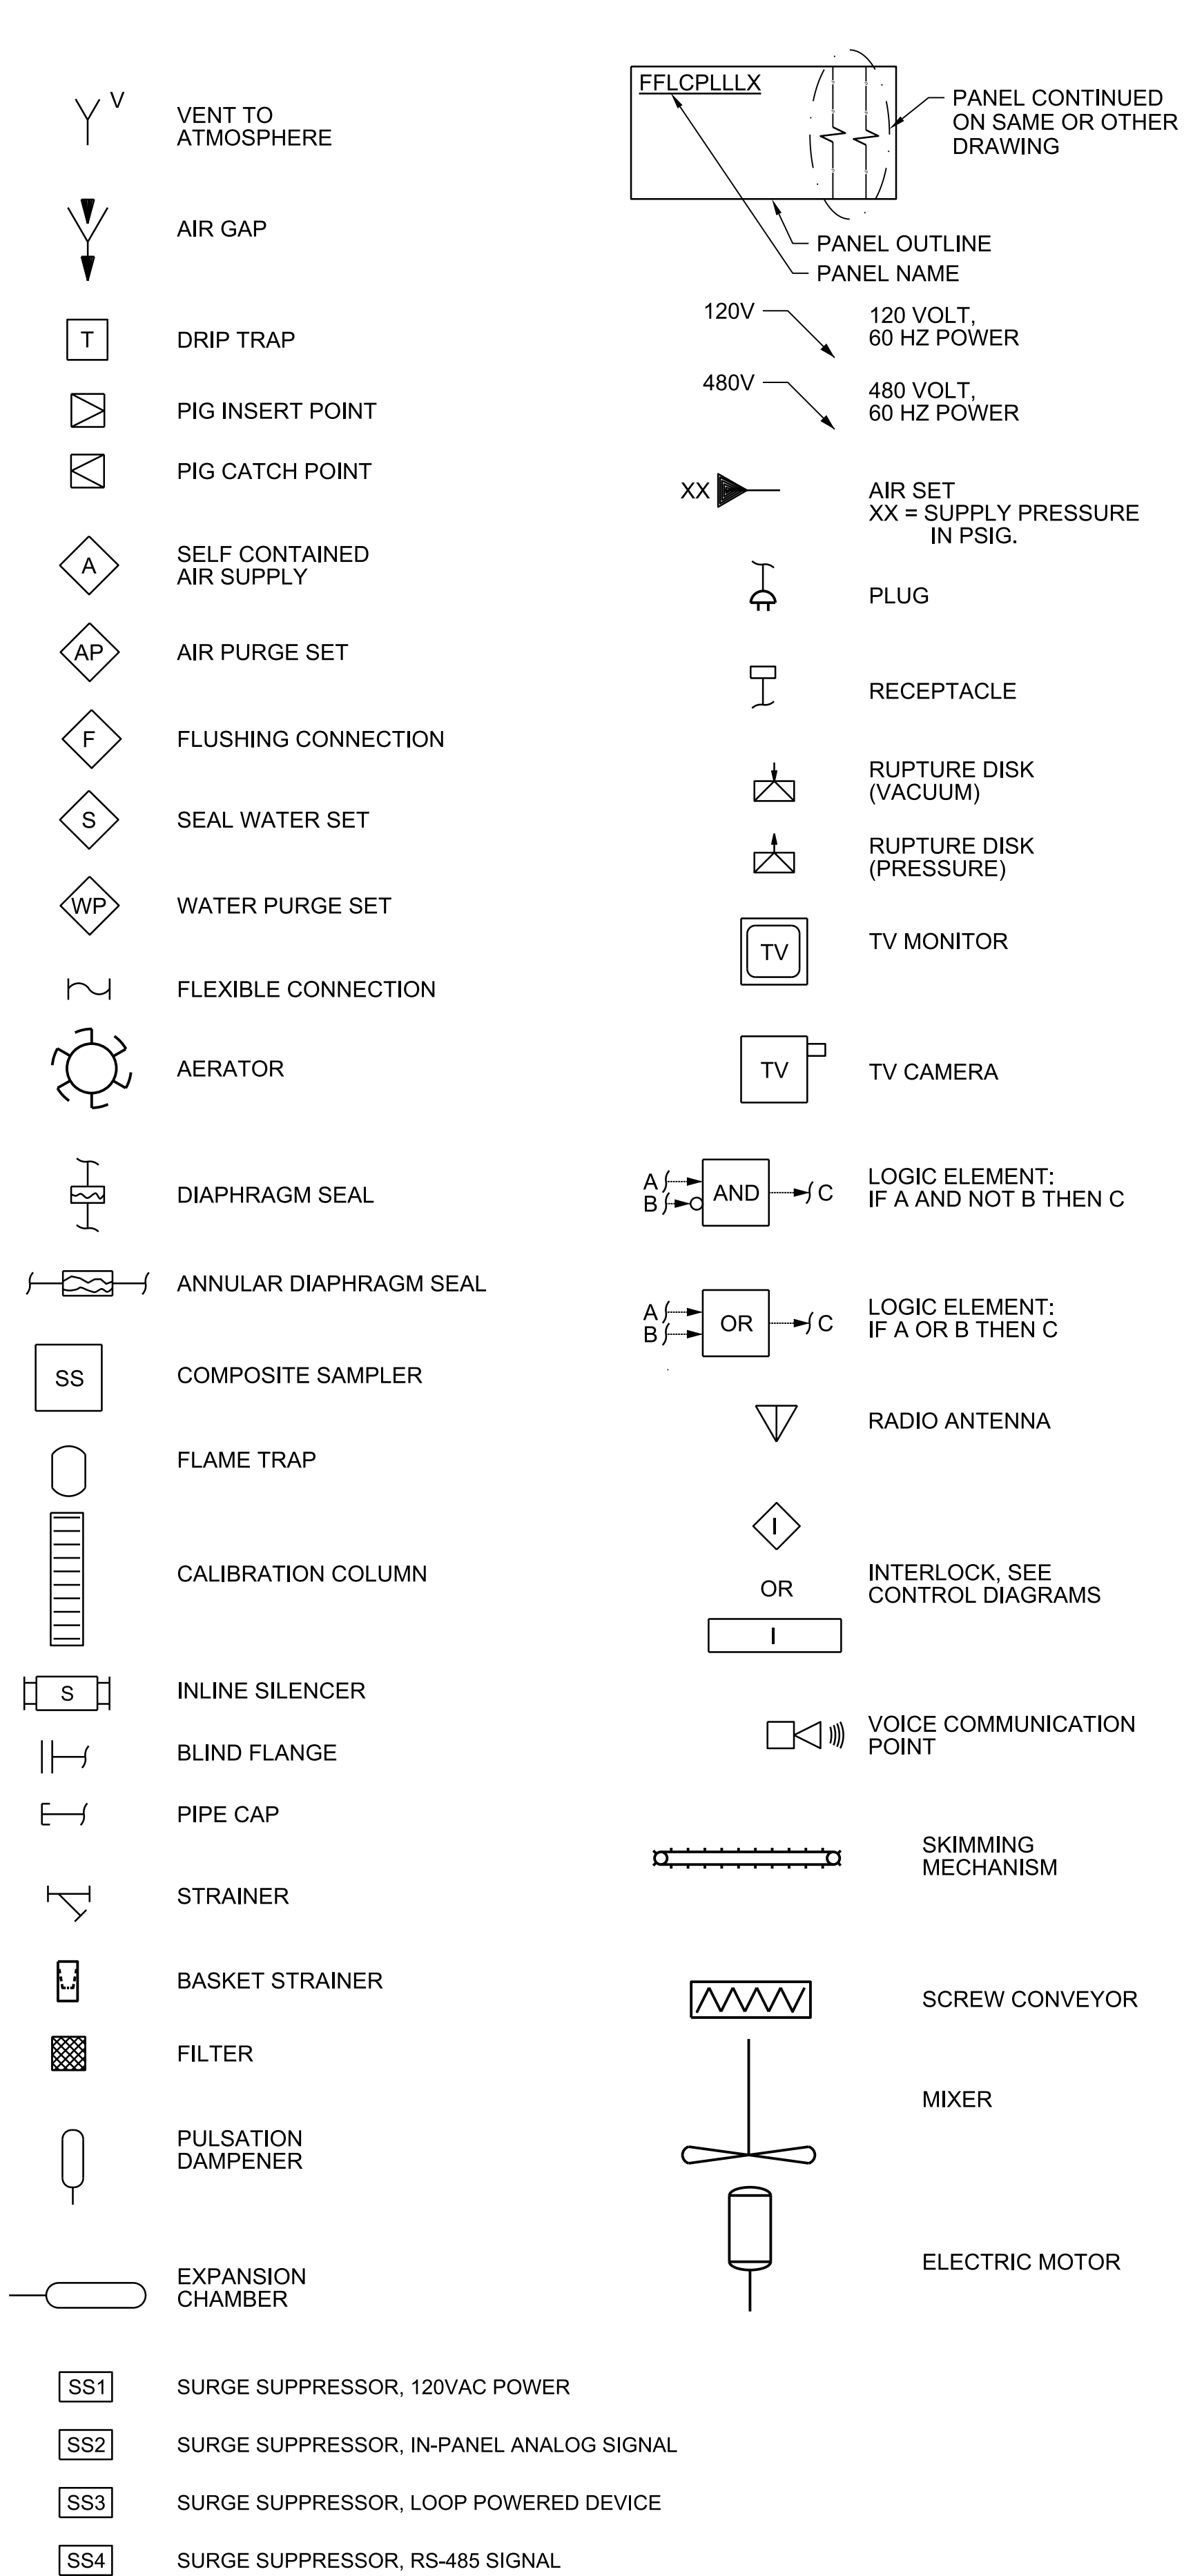 V
VENT TO
ATMOSPHERE
AIR GAP
T
DRIP TRAP
PIG INSERT POINT
PIG CATCH POINT
A
SELF CONTAINED
AIR SUPPLY
AP
AIR PURGE SET
F
FLUSHING CONNECTION
S
SEAL WATER SET
WP
WATER PURGE SET
FLEXIBLE CONNECTION
AERATOR
DIAPHRAGM SEAL
ANNULAR DIAPHRAGM SEAL
SS
COMPOSITE SAMPLER
FLAME TRAP
CALIBRATION COLUMN
S
INLINE SILENCER
BLIND FLANGE
PIPE CAP
STRAINER
BASKET STRAINER
FILTER
PULSATION
DAMPENER
EXPANSION
CHAMBER
SS1
SURGE SUPPRESSOR, 120VAC POWER
SS2
SURGE SUPPRESSOR, IN-PANEL ANALOG SIGNAL
SS3
SURGE SUPPRESSOR, LOOP POWERED DEVICE
SS4
SURGE SUPPRESSOR, RS-485 SIGNAL
FFLCPLLLX
PANEL CONTINUED
ON SAME OR OTHER
DRAWING
PANEL OUTLINE
PANEL NAME
120V
120 VOLT,
60 HZ POWER
480V
480 VOLT,
60 HZ POWER
XX
AIR SET
XX = SUPPLY PRESSURE
IN PSIG.
PLUG
RECEPTACLE
RUPTURE DISK
(VACUUM)
RUPTURE DISK
(PRESSURE)
TV
TV MONITOR
TV
TV CAMERA
A
B
AND
C
LOGIC ELEMENT:
IF A AND NOT B THEN C
A
B
OR
C
LOGIC ELEMENT:
IF A OR B THEN C
RADIO ANTENNA
I
OR
I
INTERLOCK, SEE
CONTROL DIAGRAMS
VOICE COMMUNICATION
POINT
SKIMMING
MECHANISM
SCREW CONVEYOR
MIXER
ELECTRIC MOTOR